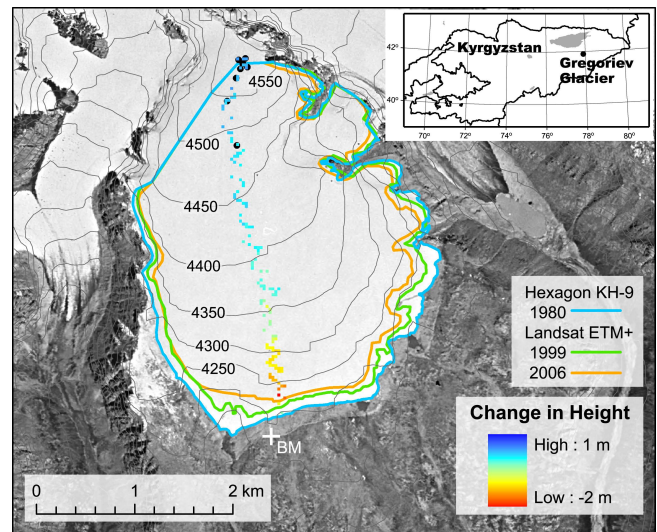 42°
Kyrgyzstan
Gregoriev
Glacier
40°
70°
72°
74°
76°
78°
80°
4550
4500
4450
4400
4350
4300
4250
BM
Hexagon KH-9
1980
Landsat ETM+
1999
2006
Change in Height
High : 1 m
Low : -2 m
0 1 2 km